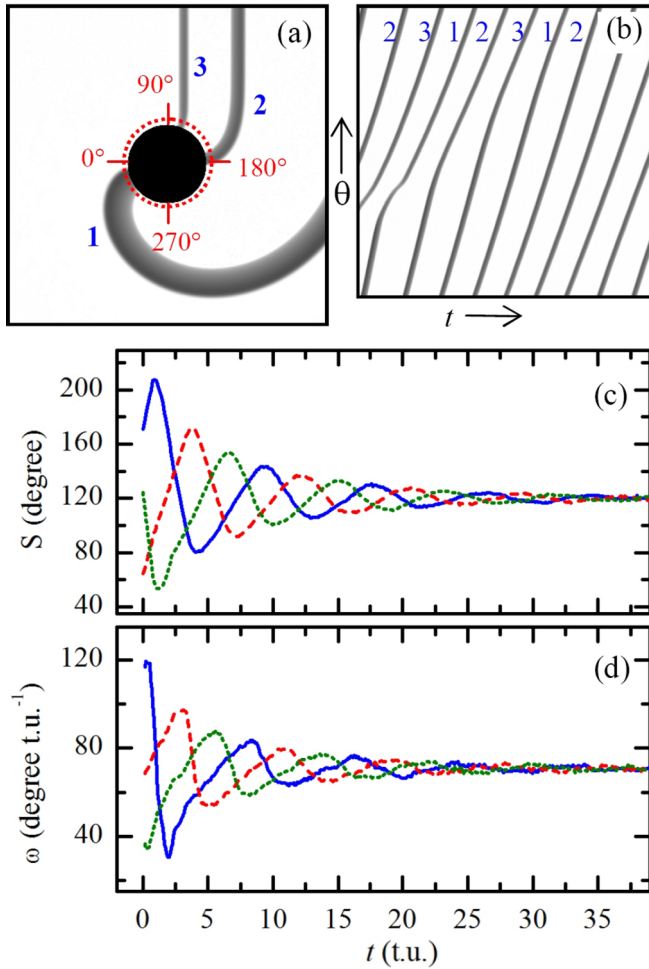 (a)
3
2
90°
0°
180°
270°
1
(b)
2 3 1 2 3 1 2
θ
t
(c)
200
160
120
80
40
S (degree)
(d)
120
80
40
ω (degree t.u.⁻¹)
0 5 10 15 20 25 30 35
t (t.u.)